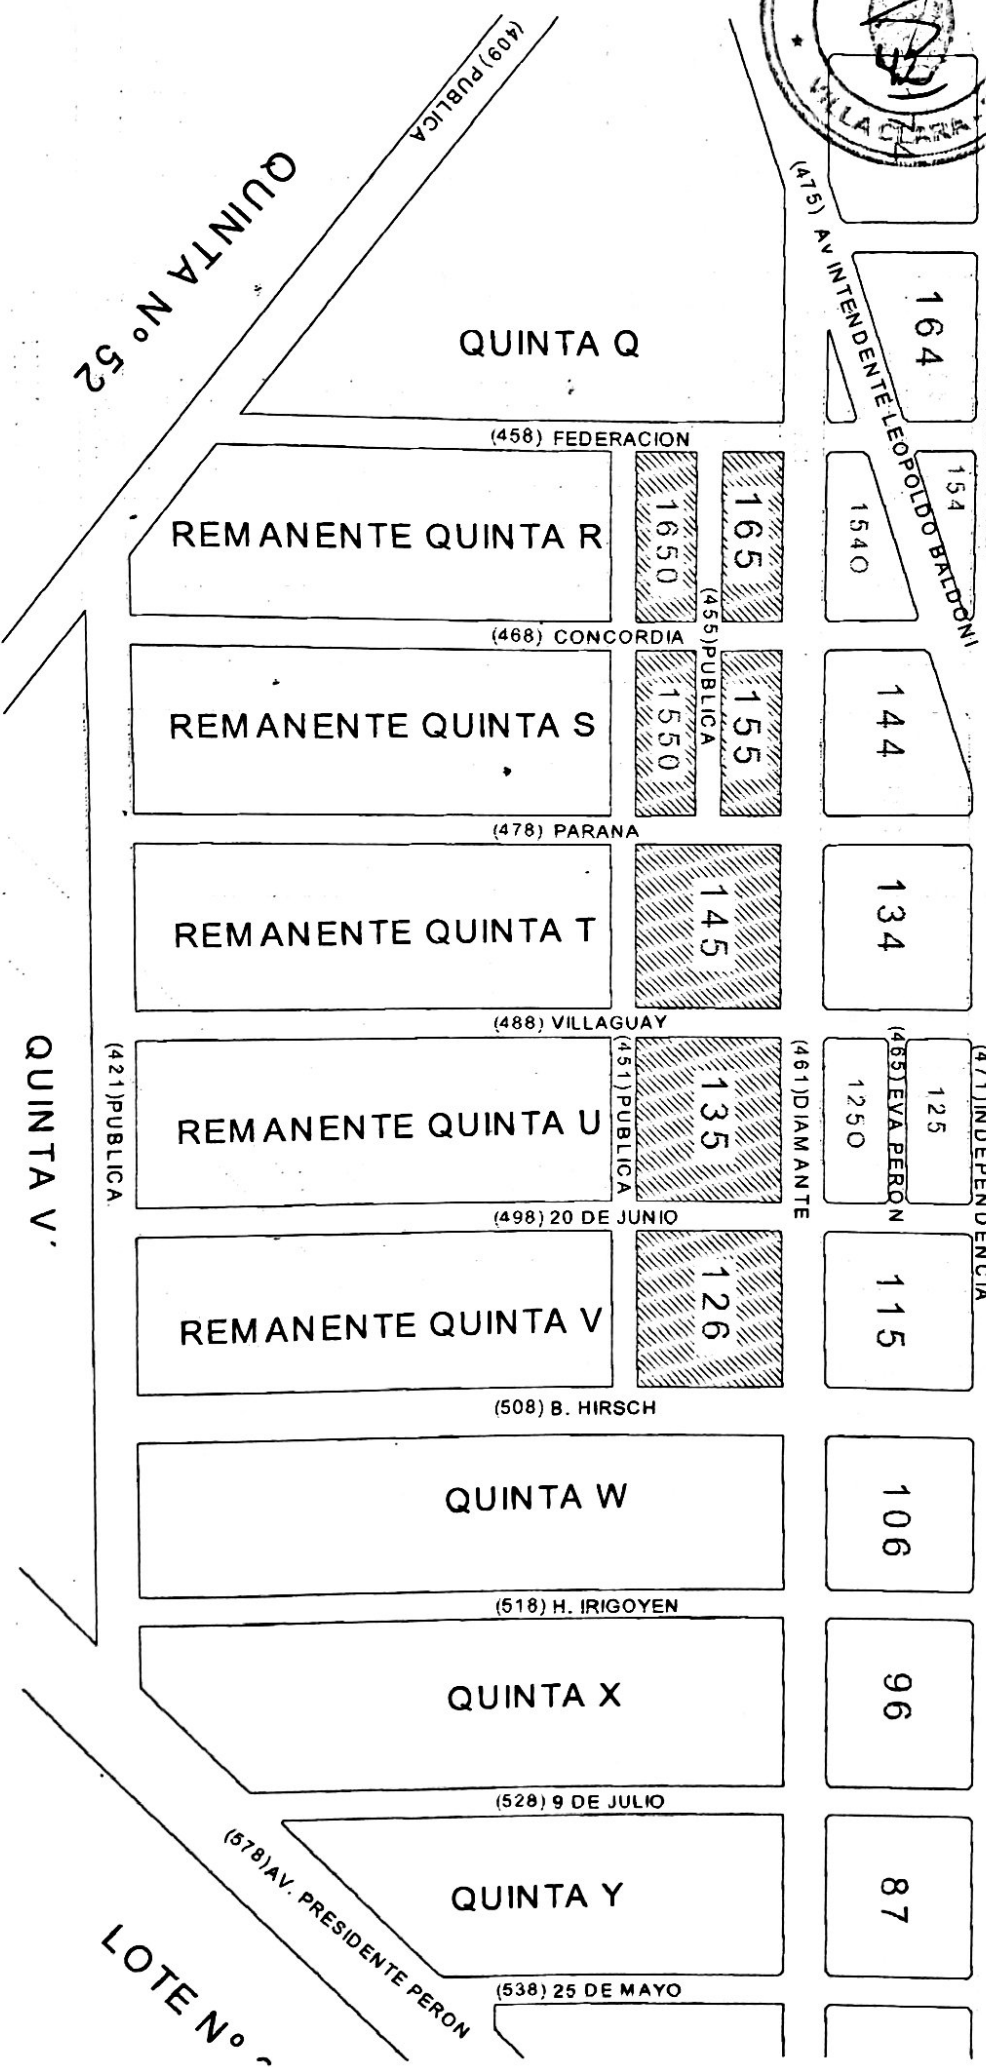 VILLA CLARA
(409) PUBLICA
QUINTA Nº 52
(475) Av INTENDENTE LEOPOLDO BALDONI
164
QUINTA Q
(458) FEDERACION
154
1540
REMANENTE QUINTA R
1650
165
(455)PUBLICA
(468) CONCORDIA
REMANENTE QUINTA S
1550
155
144
(478) PARANA
REMANENTE QUINTA T
145
134
(488) VILLAGUAY
QUINTA V'
(421)PUBLICA
REMANENTE QUINTA U
(451)PUBLICA
135
(461)DIAMANTE
1250
(465)EVA PERON
125
(471)INDEPENDENCIA
(498) 20 DE JUNIO
REMANENTE QUINTA V
126
115
(508) B. HIRSCH
QUINTA W
106
(518) H. IRIGOYEN
QUINTA X
96
(528) 9 DE JULIO
(578)AV. PRESIDENTE PERON
QUINTA Y
87
LOTE Nº
(538) 25 DE MAYO